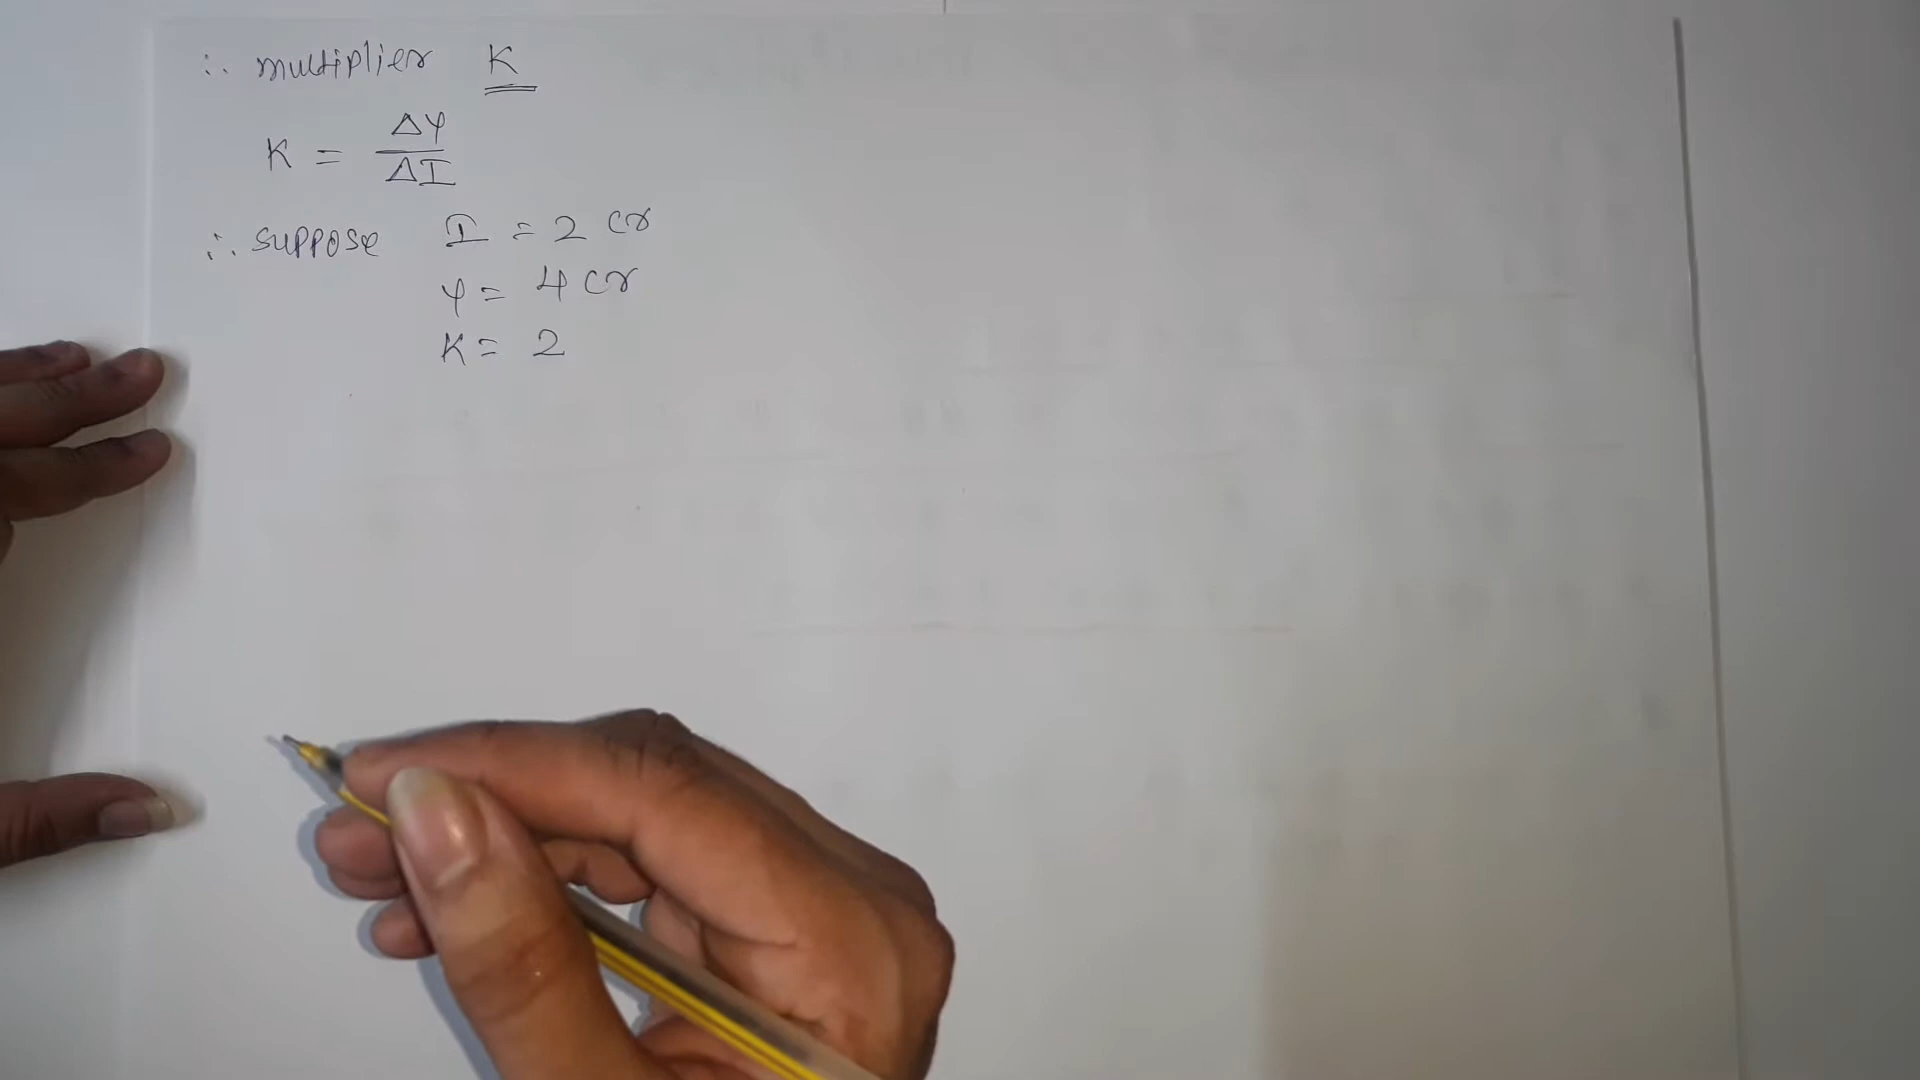 ∴ multiplier K
K = ΔY / ΔI
∴ suppose I = 2 cr
Y = 4 cr
K = 2